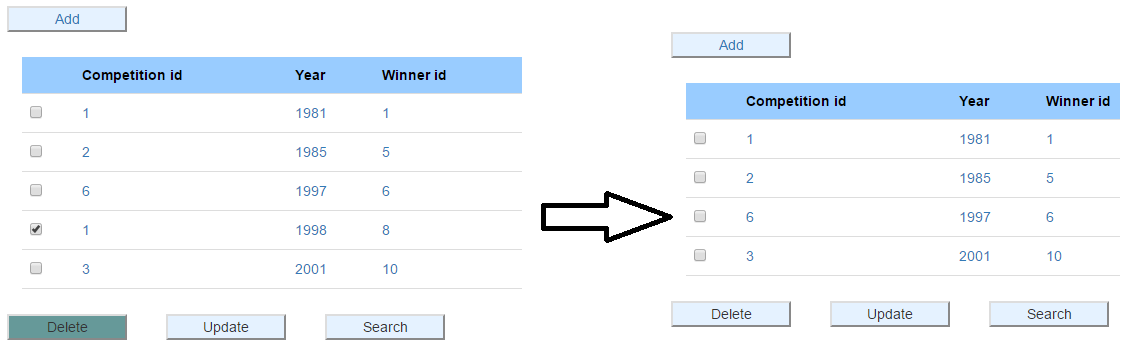 Add
Competition id Year Winner id
1 1981 1
2 1985 5
6 1997 6
1 1998 8
3 2001 10
Delete Update Search
Add
Competition id Year Winner id
1 1981 1
2 1985 5
6 1997 6
3 2001 10
Delete Update Search